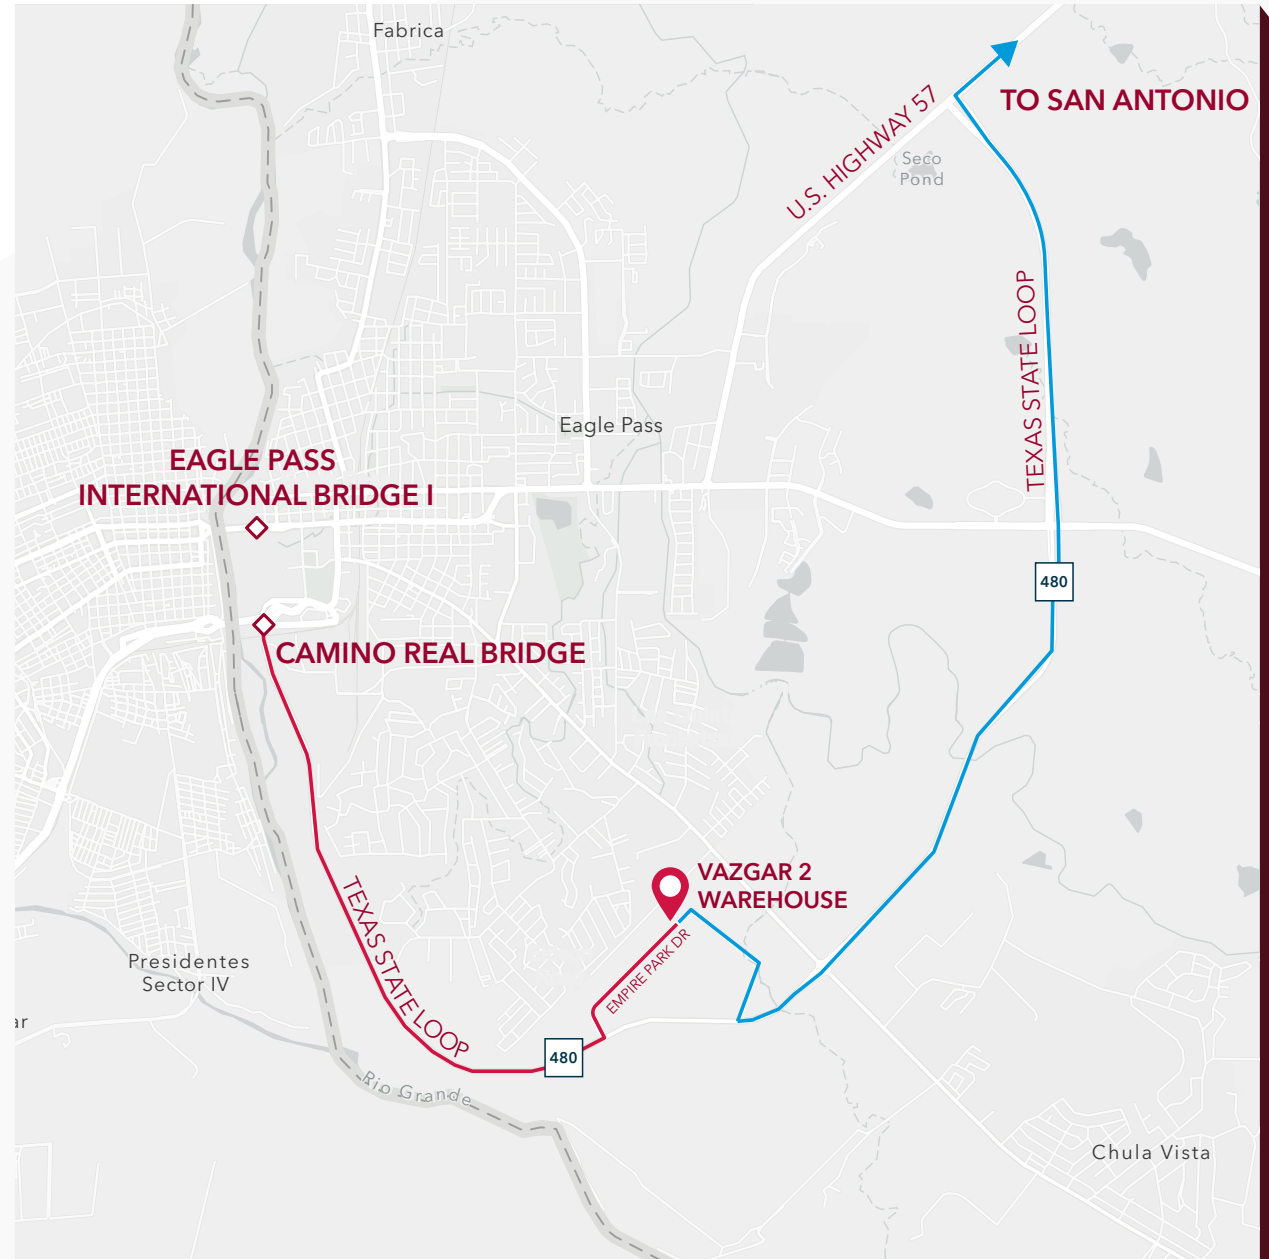 Fabrica
TO SAN ANTONIO
U.S. HIGHWAY 57
Seco
Pond
TEXAS STATE LOOP
Eagle Pass
EAGLE PASS
INTERNATIONAL BRIDGE I
480
CAMINO REAL BRIDGE
VAZGAR 2
WAREHOUSE
TEXAS STATE LOOP
EMPIRE PARK DR
Presidentes
Sector IV
ar
480
Rio Grande
Chula Vista